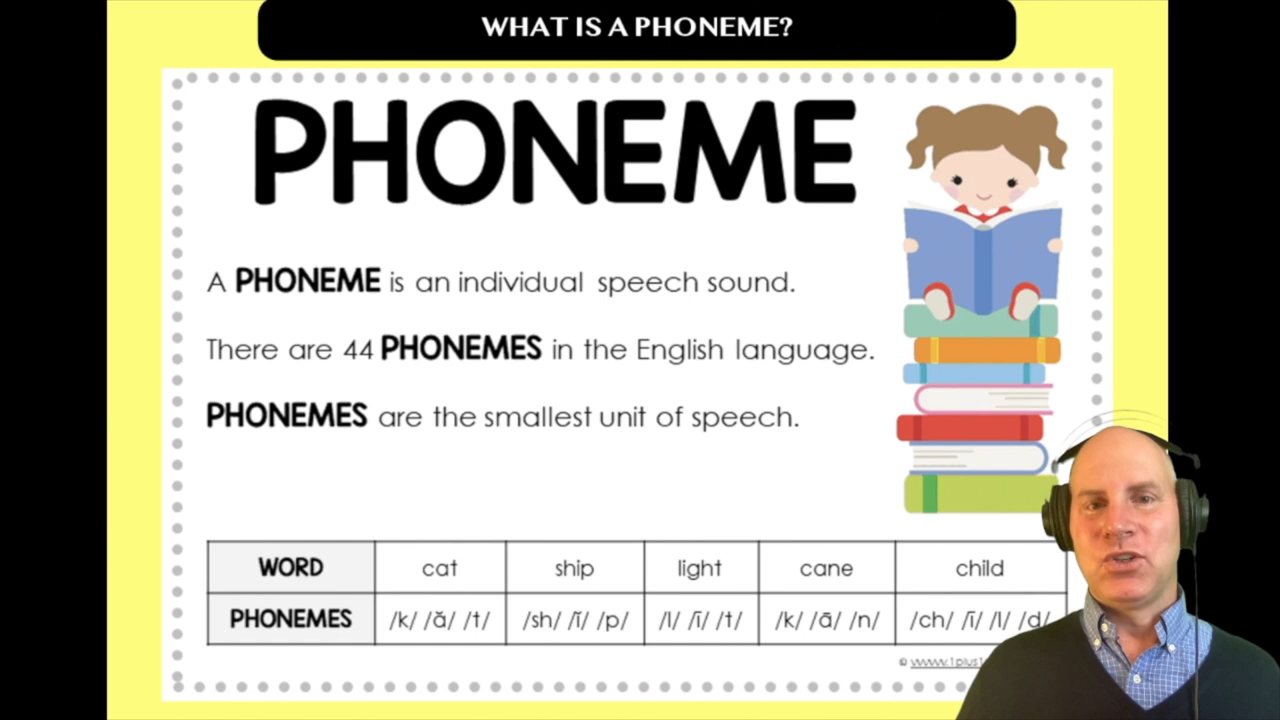 WHAT IS A PHONEME?
PHONEME
A PHONEME is an individual speech sound.
There are 44 PHONEMES in the English language.
PHONEMES are the smallest unit of speech.
WORD cat ship light cane child
PHONEMES /k/ /ă/ /t/ /sh/ /ĭ/ /p/ /l/ /ī/ /t/ /k/ /ā/ /n/ /ch/ /ī/ /l/ /d/
©